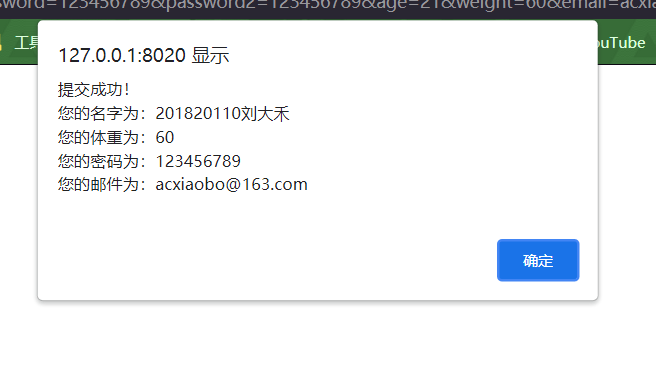 sword=123456789&password2=123456789&age=21&weight=60&email=acxia
工具
YouTube
127.0.0.1:8020 显示
提交成功！
您的名字为：201820110刘大禾
您的体重为：60
您的密码为：123456789
您的邮件为：acxiaobo@163.com
确定